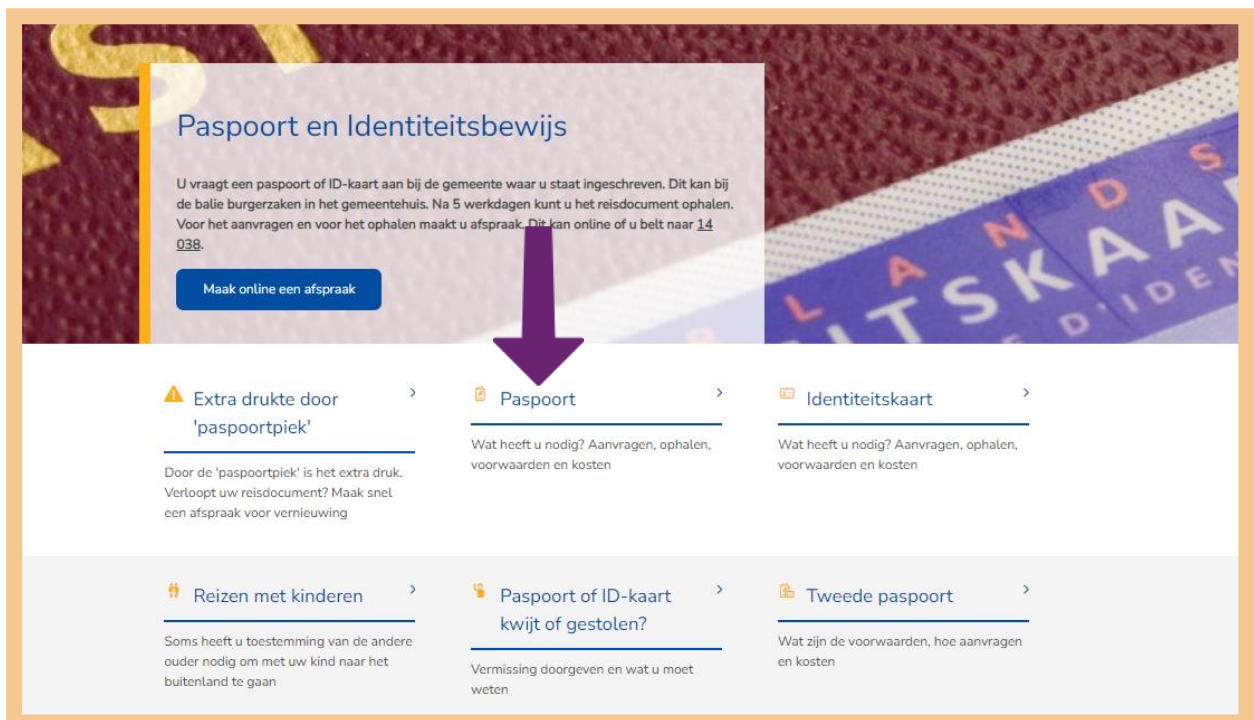 Paspoort en Identiteitsbewijs
U vraagt een paspoort of ID-kaart aan bij de gemeente waar u staat ingeschreven. Dit kan bij
de balie burgerzaken in het gemeentehuis. Na 5 werkdagen kunt u het reisdocument ophalen.
Voor het aanvragen en voor het ophalen maakt u afspraak. Dit kan online of u belt naar 14
038.
Maak online een afspraak
L A N D S
ITSKAA
D'IDEN
Extra drukte door
'paspoortpiek'
Door de 'paspoortpiek' is het extra druk.
Verloopt uw reisdocument? Maak snel
een afspraak voor vernieuwing
Paspoort
Wat heeft u nodig? Aanvragen, ophalen,
voorwaarden en kosten
Identiteitskaart
Wat heeft u nodig? Aanvragen, ophalen,
voorwaarden en kosten
Reizen met kinderen
Soms heeft u toestemming van de andere
ouder nodig om met uw kind naar het
buitenland te gaan
Paspoort of ID-kaart
kwijt of gestolen?
Vermissing doorgeven en wat u moet
weten
Tweede paspoort
Wat zijn de voorwaarden, hoe aanvragen
en kosten